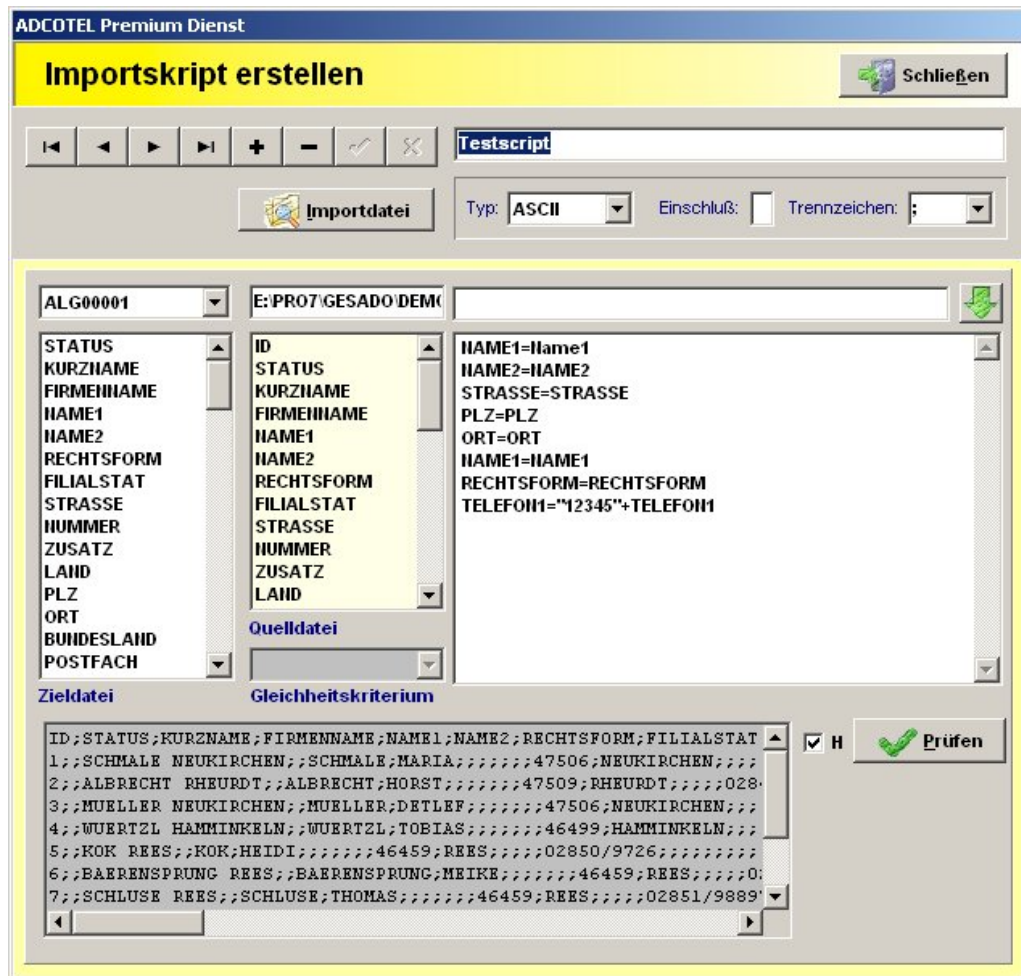 ADCOTEL Premium Dienst
Importskript erstellen
Schließen
Testscript
Importdatei
Typ: ASCII
Einschluß:
Trennzeichen: ;
ALG00001
E:\PRO7\GESADO\DEM
STATUS
KURZNAME
FIRMENNAME
NAME1
NAME2
RECHTSFORM
FILIALSTAT
STRASSE
NUMMER
ZUSATZ
LAND
PLZ
ORT
BUNDESLAND
POSTFACH
Zieldatei
ID
STATUS
KURZNAME
FIRMENNAME
NAME1
NAME2
RECHTSFORM
FILIALSTAT
STRASSE
NUMMER
ZUSATZ
LAND
Quelldatei
Gleichheitskriterium
NAME1=Name1
NAME2=NAME2
STRASSE=STRASSE
PLZ=PLZ
ORT=ORT
NAME1=NAME1
RECHTSFORM=RECHTSFORM
TELEFON1="12345"+TELEFON1
ID;STATUS;KURZNAME;FIRMENNAME;NAME1;NAME2;RECHTSFORM;FILIALSTAT
1;;SCHMALE NEUKIRCHEN;;SCHMALE;MARIA;;;;;;;47506;NEUKIRCHEN;;;;
2;;ALBRECHT RHEURDT;;ALBRECHT;HORST;;;;;;;47509;RHEURDT;;;;;028
3;;MUELLER NEUKIRCHEN;;MUELLER;DETLEF;;;;;;;47506;NEUKIRCHEN;;;
4;;WUERTZL HAMMINKELN;;WUERTZL;TOBIAS;;;;;;;46499;HAMMINKELN;;;
5;;KOK REES;;KOK;HEIDI;;;;;;;46459;REES;;;;;02850/9726;;;;;;;;;
6;;BAERENSPRUNG REES;;BAERENSPRUNG;MEIKE;;;;;;;46459;REES;;;;;0
7;;SCHLUSE REES;;SCHLUSE;THOMAS;;;;;;;46459;REES;;;;;02851/9889
H
Prüfen